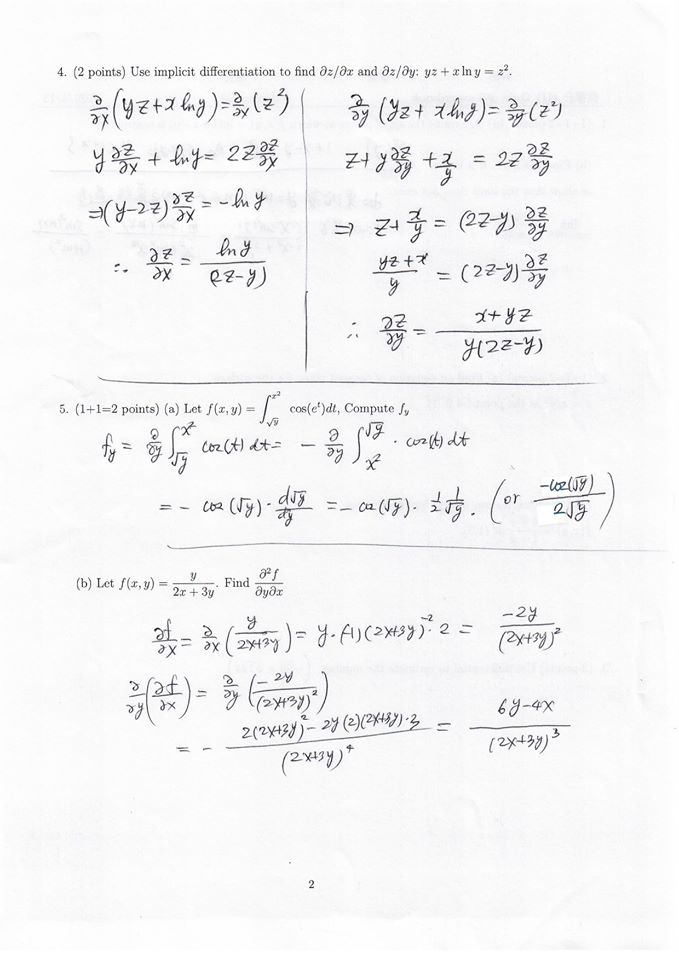 4. (2 points) Use implicit differentiation to find ∂z/∂x and ∂z/∂y: yz + x ln y = z².
∂/∂x (yz + x ln y) = ∂/∂x (z²)
y ∂z/∂x + ln y = 2z ∂z/∂x
⇒ (y-2z) ∂z/∂x = - ln y
∴ ∂z/∂x = ln y / (2z-y)
∂/∂y (yz + x ln y) = ∂/∂y (z²)
z + y ∂z/∂y + x/y = 2z ∂z/∂y
⇒ z + x/y = (2z-y) ∂z/∂y
(yz+x)/y = (2z-y) ∂z/∂y
∴ ∂z/∂y = (x+yz) / (y(2z-y))
5. (1+1=2 points) (a) Let f(x, y) = ∫_{√y}^{x²} cos(e^t)dt, Compute f_y
f_y = ∂/∂y ∫_{√y}^{x²} cos(t) dt = - ∂/∂y ∫_{x²}^{√y} · cos(t) dt
= - cos(√y) · d√y/dy = - cos(√y) · 1/2 1/√y . (or -cos(√y) / 2√y)
(b) Let f(x, y) = y / (2x + 3y). Find ∂²f / ∂y∂x
∂f/∂x = ∂/∂x (y / (2x+3y)) = y·(-1)(2x+3y)^{-2}·2 = -2y / (2x+3y)²
∂/∂y (∂f/∂x) = ∂/∂y (-2y / (2x+3y)²)
= - (2(2x+3y)² - 2y(2)(2x+3y)·3) / (2x+3y)⁴ = (6y-4x) / (2x+3y)³
2